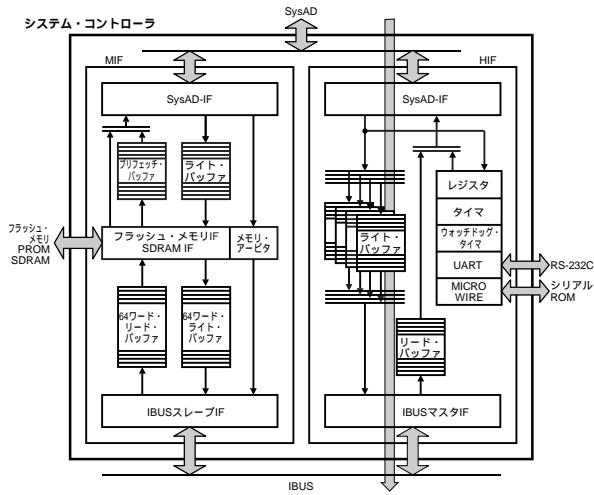 システム・コントローラ
SysAD
MIF
HIF
SysAD-IF
SysAD-IF
プリフェッチ・
バッファ
ライト・
バッファ
レジスタ
タイマ
ウォッチドッグ・
タイマ
UART
MICRO
WIRE
RS-232C
シリアル
ROM
ライト・
バッファ
フラッシュ・
メモリ
PROM
SDRAM
フラッシュ・メモリIF
SDRAM IF
メモリ・
アービタ
64ワード・
リード・
バッファ
64ワード・
ライト・
バッファ
リード・
バッファ
IBUSスレーブIF
IBUSマスタIF
IBUS